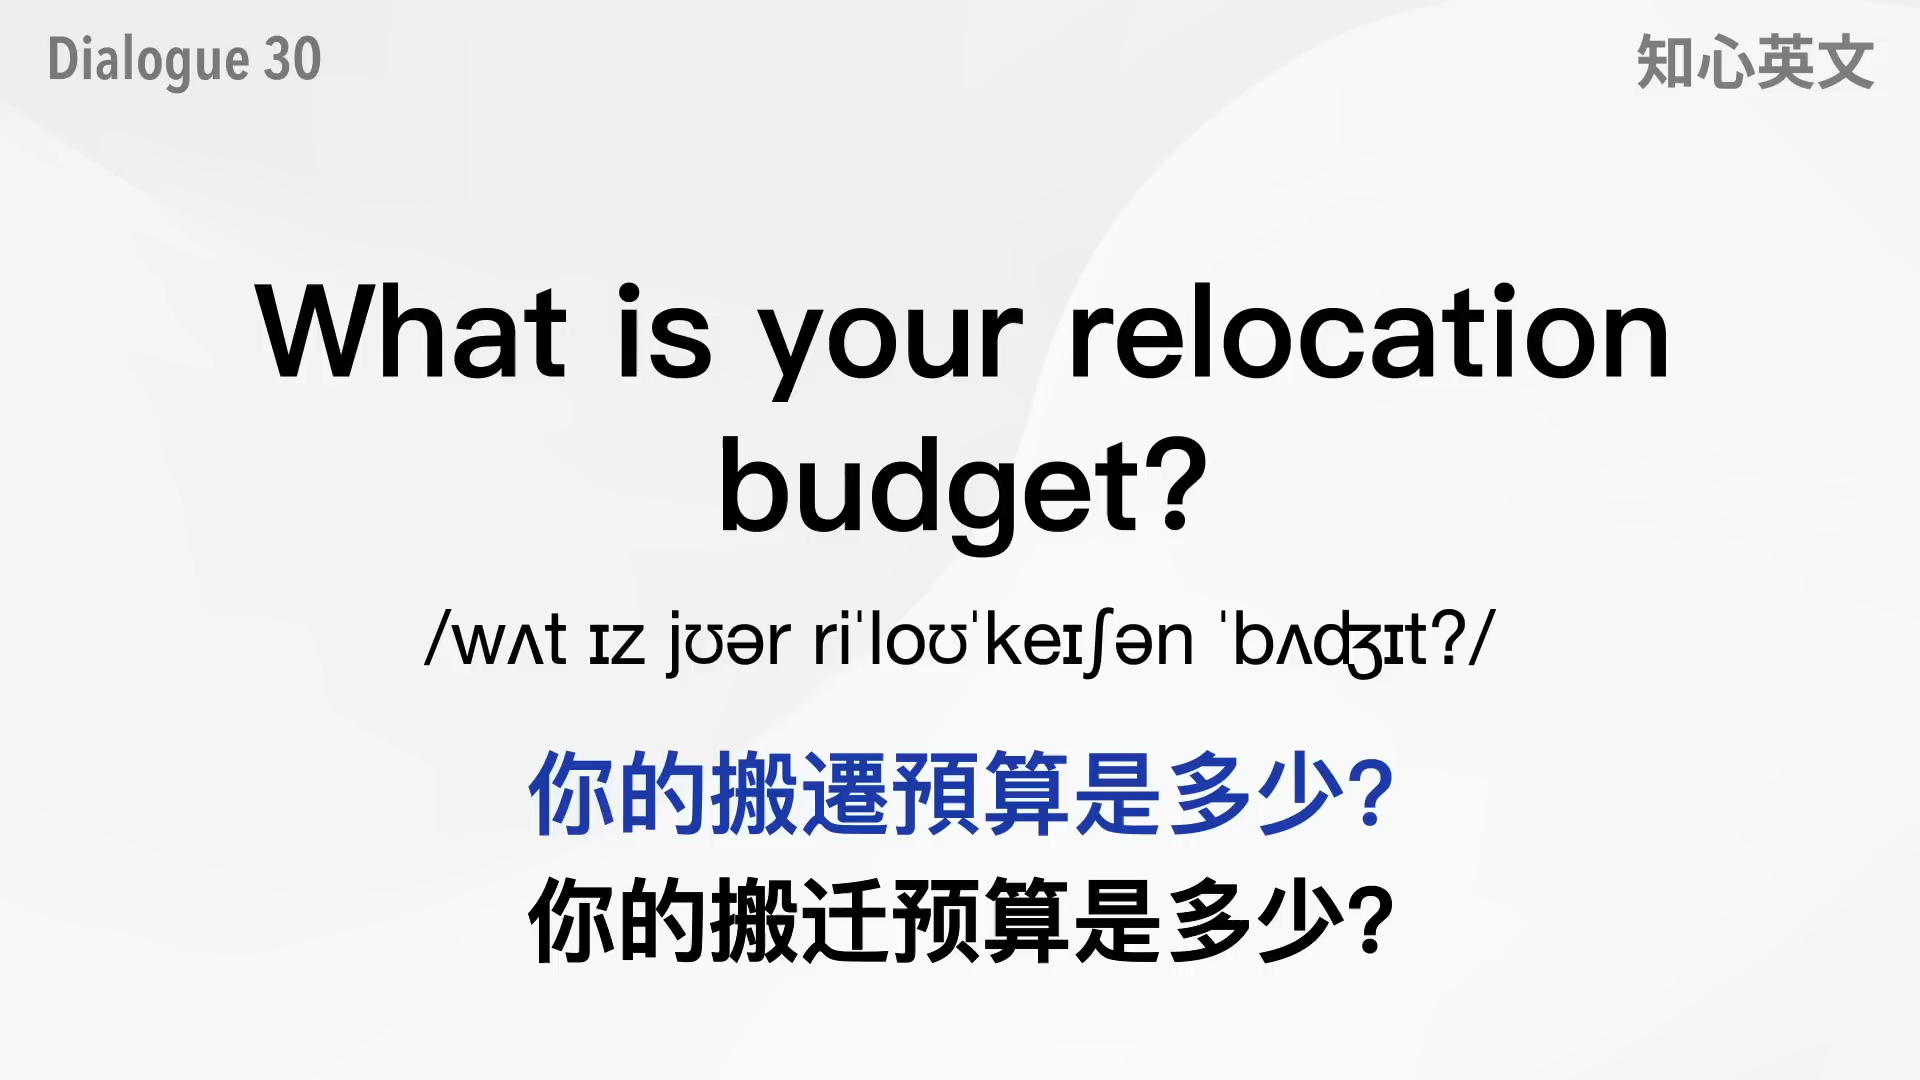 Dialogue 30
知心英文
What is your relocation
budget?
/wʌt ɪz jʊər riˈloʊˈkeɪʃən ˈbʌʤɪt?/
你的搬遷預算是多少?
你的搬迁预算是多少?